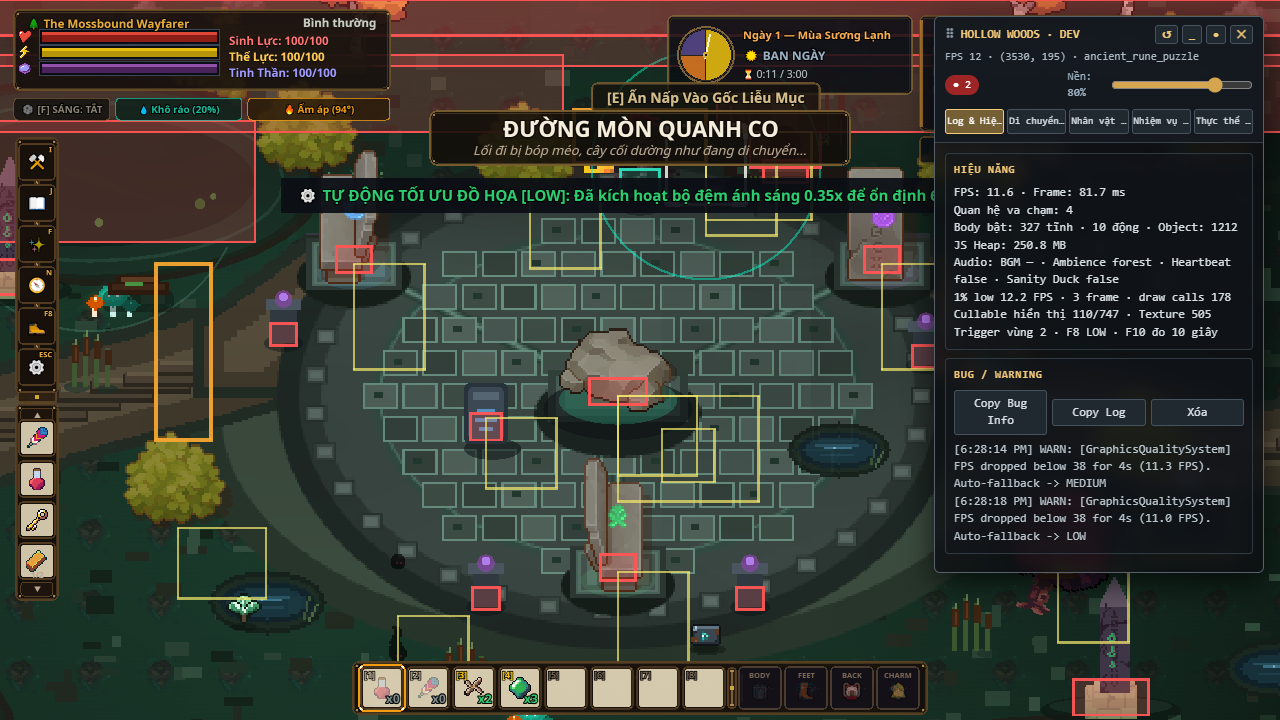 The Mossbound Wayfarer
Bình thường
Sinh Lực: 100/100
Thể Lực: 100/100
Tinh Thần: 100/100
[F] SÁNG: TẮT
Khô ráo (20%)
Ấm áp (94°)
Ngày 1 — Mùa Sương Lạnh
BAN NGÀY
0:11 / 3:00
[E] Ấn Nấp Vào Gốc Liễu Mục
ĐƯỜNG MÒN QUANH CO
Lối đi bị bóp méo, cây cối dường như đang di chuyển...
TỰ ĐỘNG TỐI ƯU ĐỒ HỌA [LOW]: Đã kích hoạt bộ đệm ánh sáng 0.35x để ổn định
I
J
F
N
F8
ESC
HOLLOW WOODS · DEV
FPS 12 · (3530, 195) · ancient_rune_puzzle
2
Nền:
80%
Log & Hiệ…
Di chuyển…
Nhân vật …
Nhiệm vụ …
Thực thể …
HIỆU NĂNG
FPS: 11.6 · Frame: 81.7 ms
Quan hệ va chạm: 4
Body bật: 327 tĩnh · 10 động · Object: 1212
JS Heap: 250.8 MB
Audio: BGM — · Ambience forest · Heartbeat
false · Sanity Duck false
1% low 12.2 FPS · 3 frame · draw calls 178
Cullable hiển thị 110/747 · Texture 505
Trigger vùng 2 · F8 LOW · F10 đo 10 giây
BUG / WARNING
Copy Bug
Info
Copy Log
Xóa
[6:28:14 PM] WARN: [GraphicsQualitySystem]
FPS dropped below 38 for 4s (11.3 FPS).
Auto-fallback -> MEDIUM
[6:28:18 PM] WARN: [GraphicsQualitySystem]
FPS dropped below 38 for 4s (11.0 FPS).
Auto-fallback -> LOW
[1] x0
[2] x0
[3] x2
[4] x3
[5]
[6]
[7]
[8]
BODY
FEET
BACK
CHARM